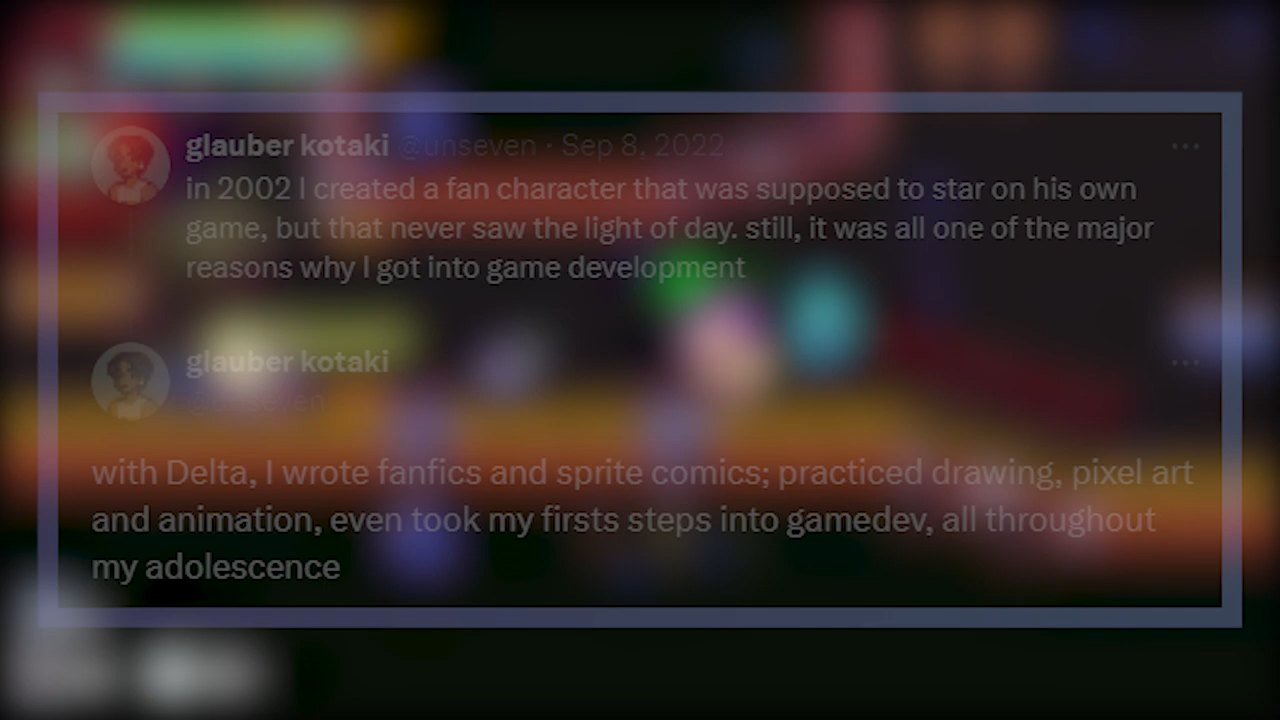 glauber kotaki @unseven · Sep 8, 2022
in 2002 I created a fan character that was supposed to star on his own
game, but that never saw the light of day. still, it was all one of the major
reasons why I got into game development
glauber kotaki
@unseven
with Delta, I wrote fanfics and sprite comics; practiced drawing, pixel art
and animation, even took my firsts steps into gamedev, all throughout
my adolescence